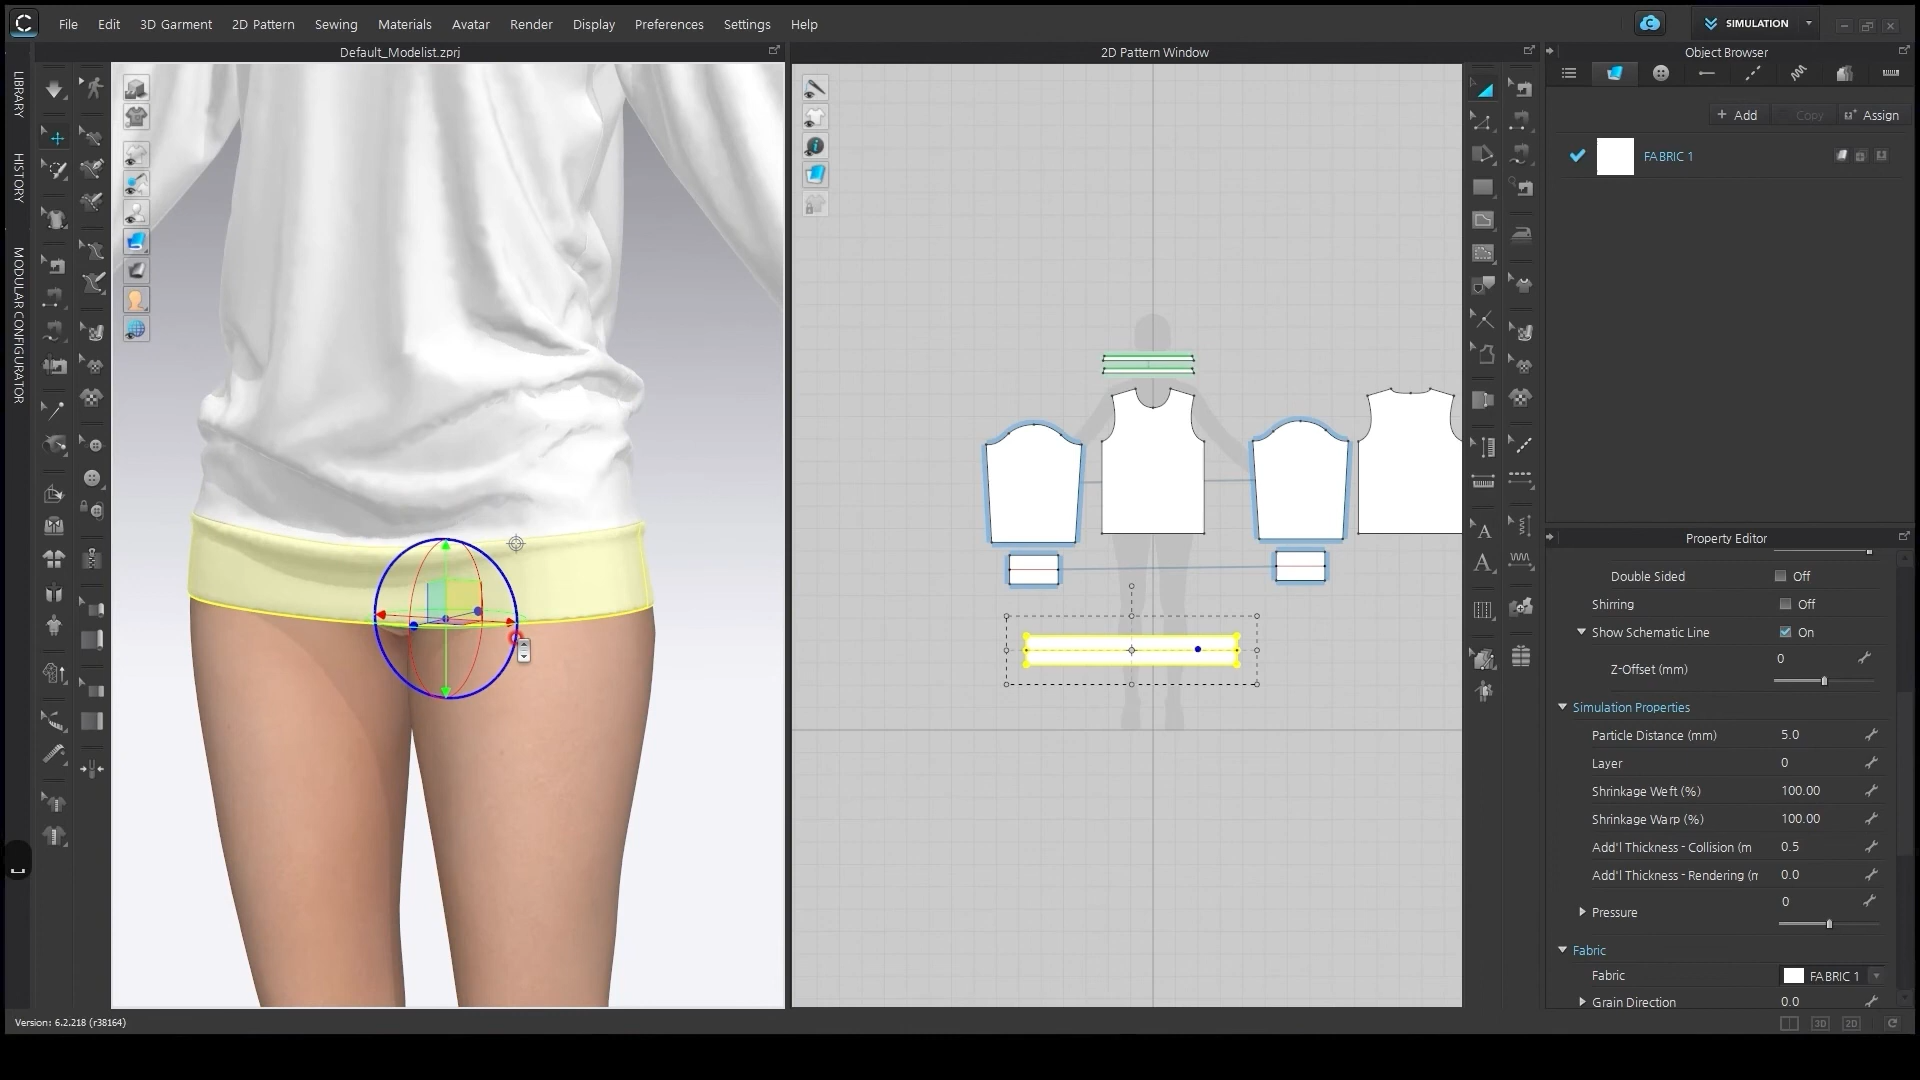 File Edit 3D Garment 2D Pattern Sewing Materials Avatar Render Display Preferences Settings Help
SIMULATION
Default_Modelist.zprj
2D Pattern Window
Object Browser
LIBRARY
HISTORY
MODULAR CONFIGURATOR
+ Add Copy Assign
FABRIC 1
Property Editor
Double Sided Off
Shirring Off
Show Schematic Line On
Z-Offset (mm) 0
Simulation Properties
Particle Distance (mm) 5.0
Layer 0
Shrinkage Weft (%) 100.00
Shrinkage Warp (%) 100.00
Add'l Thickness - Collision (m 0.5
Add'l Thickness - Rendering (r 0.0
Pressure 0
Fabric
Fabric FABRIC 1
Grain Direction 0.0
Version: 6.2.218 (r38164)
3D 2D